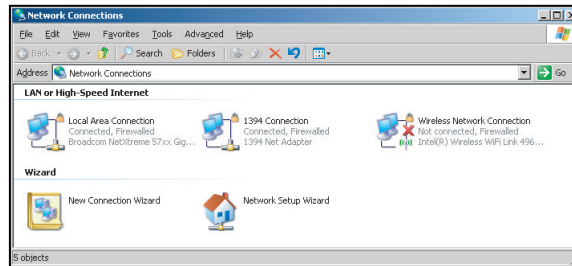 Network Connections
File Edit View Favorites Tools Advanced Help
Back Search Folders
Address Network Connections Go
LAN or High-Speed Internet
Local Area Connection
Connected, Firewalled
Broadcom NetXtreme 57xx Gig...
1394 Connection
Connected, Firewalled
1394 Net Adapter
Wireless Network Connection
Not connected, Firewalled
Intel(R) Wireless WiFi Link 496...
Wizard
New Connection Wizard
Network Setup Wizard
5 objects